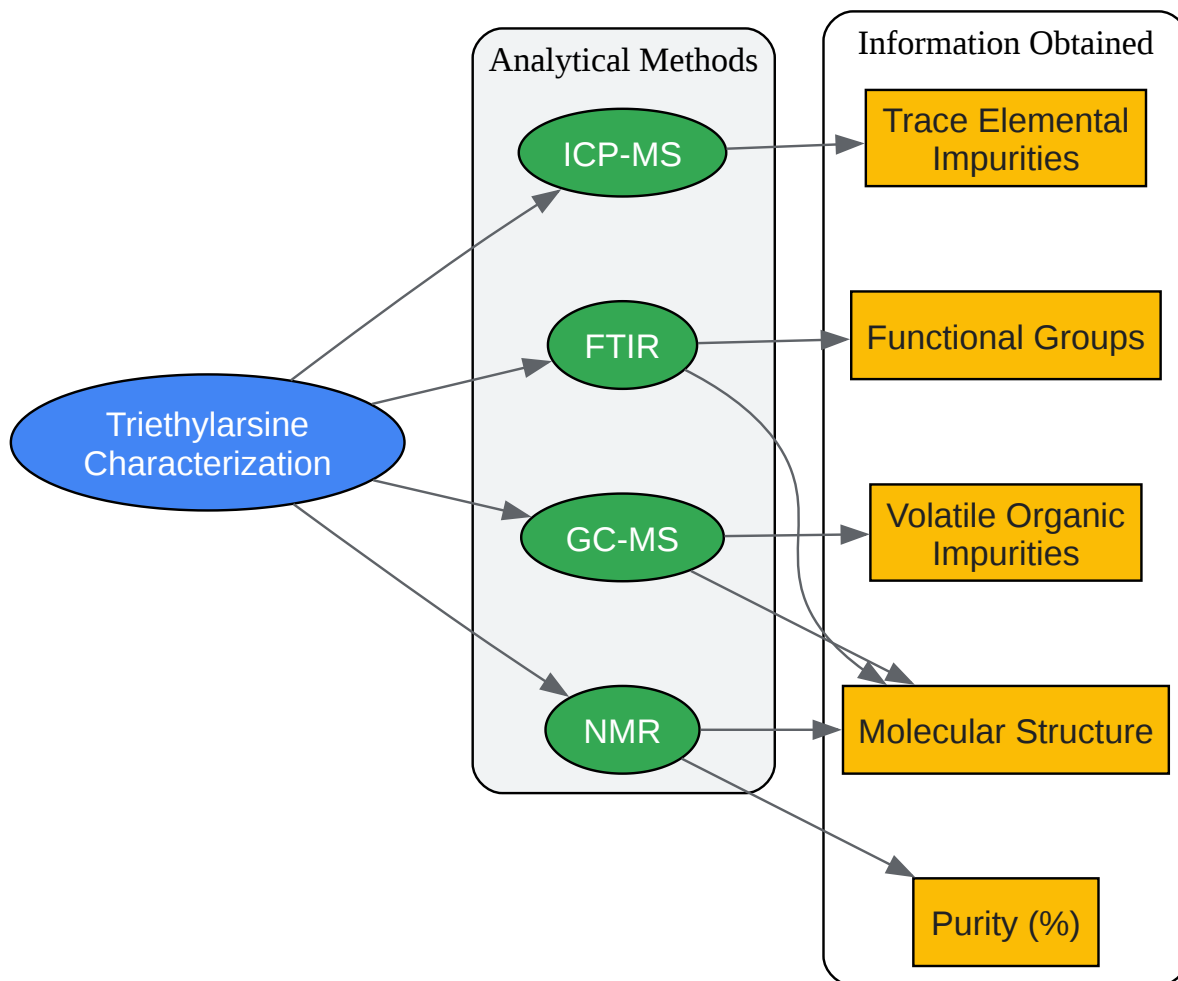 Triethylarsine
Characterization
Analytical Methods
ICP-MS
FTIR
GC-MS
NMR
Information Obtained
Trace Elemental
Impurities
Functional Groups
Volatile Organic
Impurities
Molecular Structure
Purity (%)